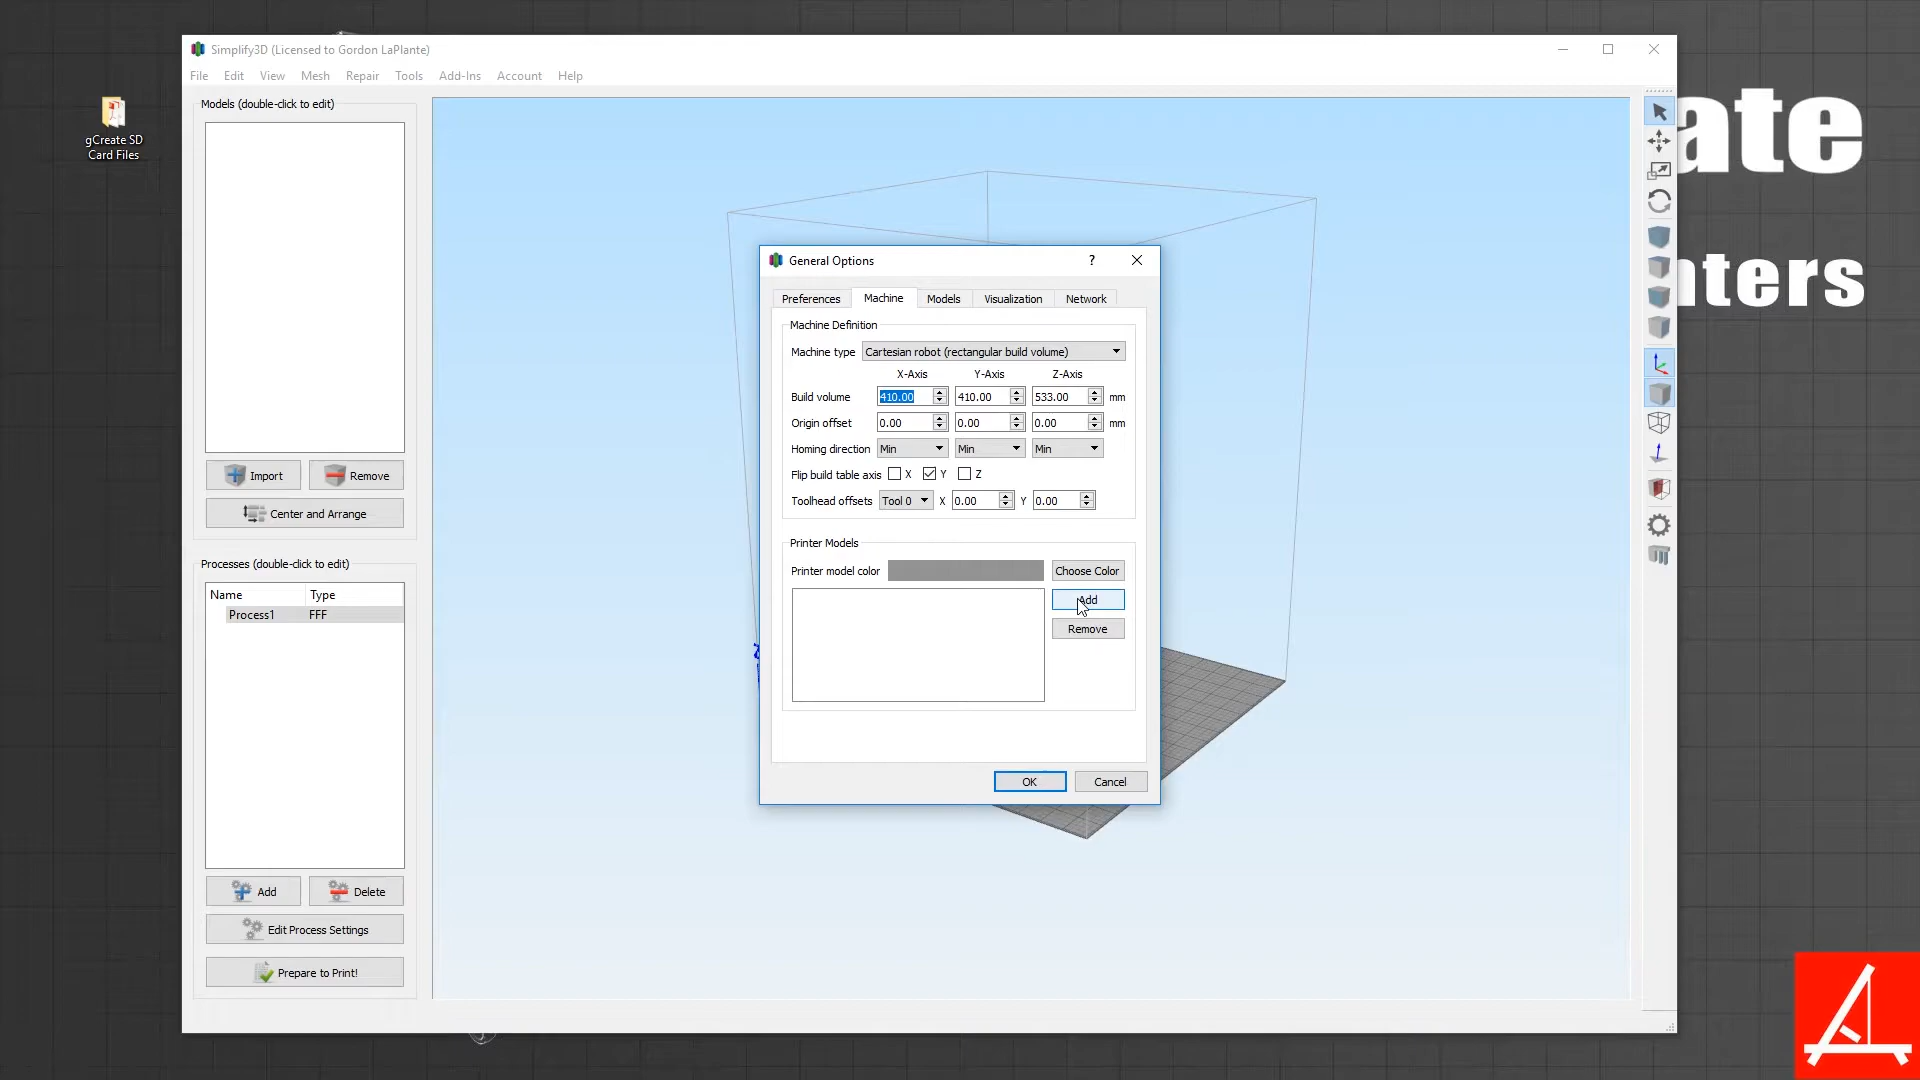 Simplify3D (Licensed to Gordon LaPlante)
File Edit View Mesh Repair Tools Add-Ins Account Help
Models (double-click to edit)
gCreate SD
Card Files
Import Remove
Center and Arrange
Processes (double-click to edit)
Name Type
Process1 FFF
Add Delete
Edit Process Settings
Prepare to Print!
General Options
?
Preferences Machine Models Visualization Network
Machine Definition
Machine type Cartesian robot (rectangular build volume)
X-Axis Y-Axis Z-Axis
Build volume 410.00 410.00 533.00 mm
Origin offset 0.00 0.00 0.00 mm
Homing direction Min Min Min
Flip build table axis X Y Z
Toolhead offsets Tool 0 X 0.00 Y 0.00
Printer Models
Printer model color Choose Color
Add
Remove
OK Cancel
ate
nters